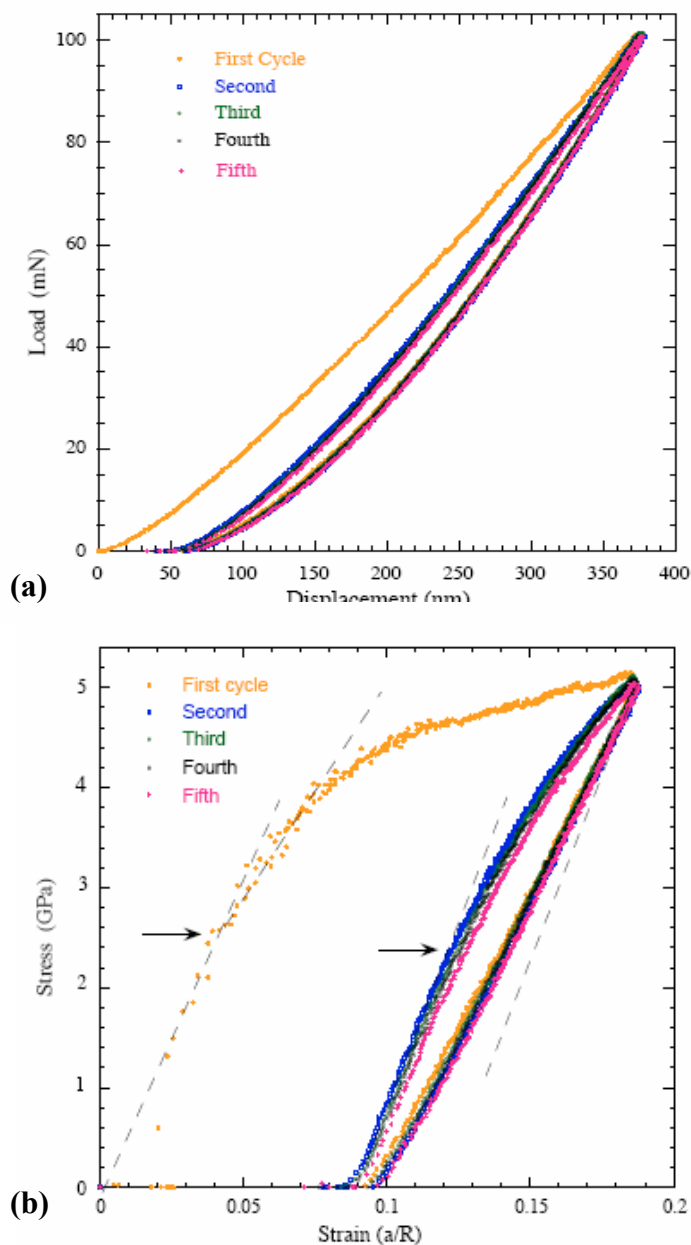 100
80
60
40
20
0
Load (mN)
First Cycle
Second
Third
Fourth
Fifth
0 50 100 150 200 250 300 350 400
Displacement (nm)
(a)
5
4
3
2
1
0
Stress (GPa)
First cycle
Second
Third
Fourth
Fifth
0 0.05 0.1 0.15 0.2
Strain (a/R)
(b)